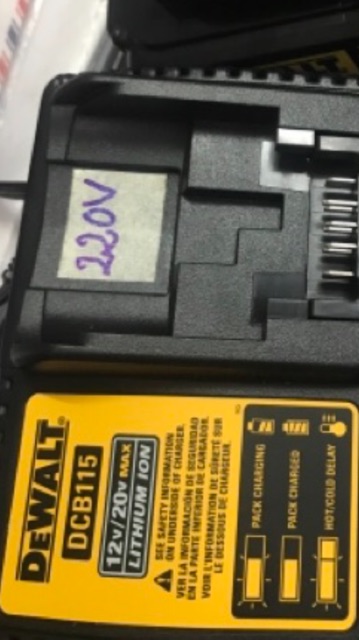 220V
DEWALT
DCB115
12V/20V MAX
LITHIUM ION
SEE SAFETY INFORMATION
ON UNDERSIDE OF CHARGER.
VER LA INFORMACIÓN DE SEGURIDAD
EN LA PARTE INFERIOR DE CARGADOR.
VOIR L'INFORMATION DE SÛRETÉ SUR
LE DESSOUS DE CHARGEUR.
PACK CHARGING
PACK CHARGED
HOT/COLD DELAY